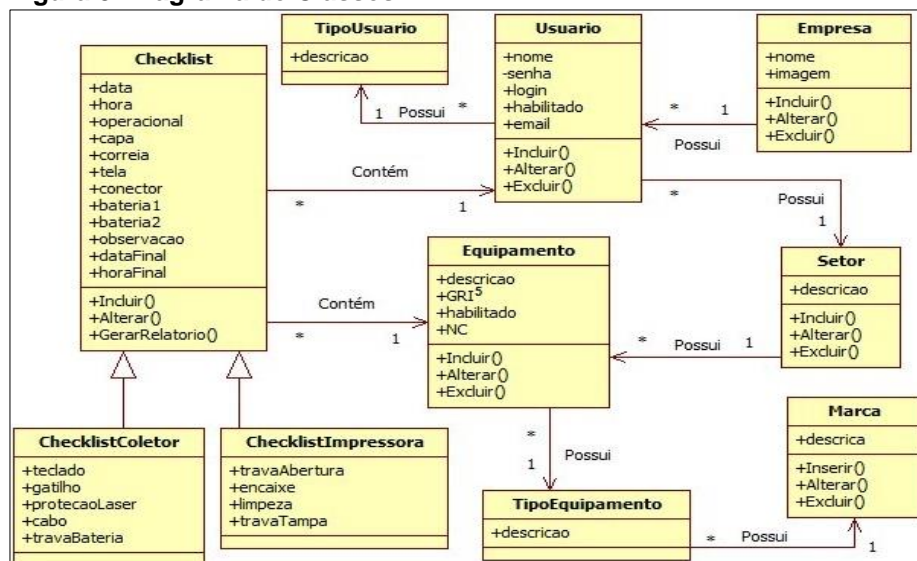 Figura Diagrama de Classes
Checklist
+data
+hora
+operacional
+capa
+correia
+tela
+conector
+bateria1
+bateria2
+observacao
+dataFinal
+horaFinal
+Incluir()
+Alterar()
+GerarRelatorio()
TipoUsuario
+descricao
1 Possui *
Usuario
+nome
-senha
+login
+habilitado
+email
+Incluir()
+Alterar()
+Excluir()
Empresa
+nome
+imagem
+Incluir()
+Alterar()
+Excluir()
* 1
Possui
Contém
* 1
*
Possui
1
Equipamento
+descricao
+GRI5
+habilitado
+NC
+Incluir()
+Alterar()
+Excluir()
Setor
+descricao
+Incluir()
+Alterar()
+Excluir()
Contém
* 1
* Possui 1
ChecklistColetor
+teclado
+gatilho
+protecaoLaser
+cabo
+travaBateria
ChecklistImpressora
+travaAbertura
+encaixe
+limpeza
+travaTampa
*
Possui
1
TipoEquipamento
+descricao
Marca
+descrica
+Inserir()
+Alterar()
+Excluir()
* Possui 1